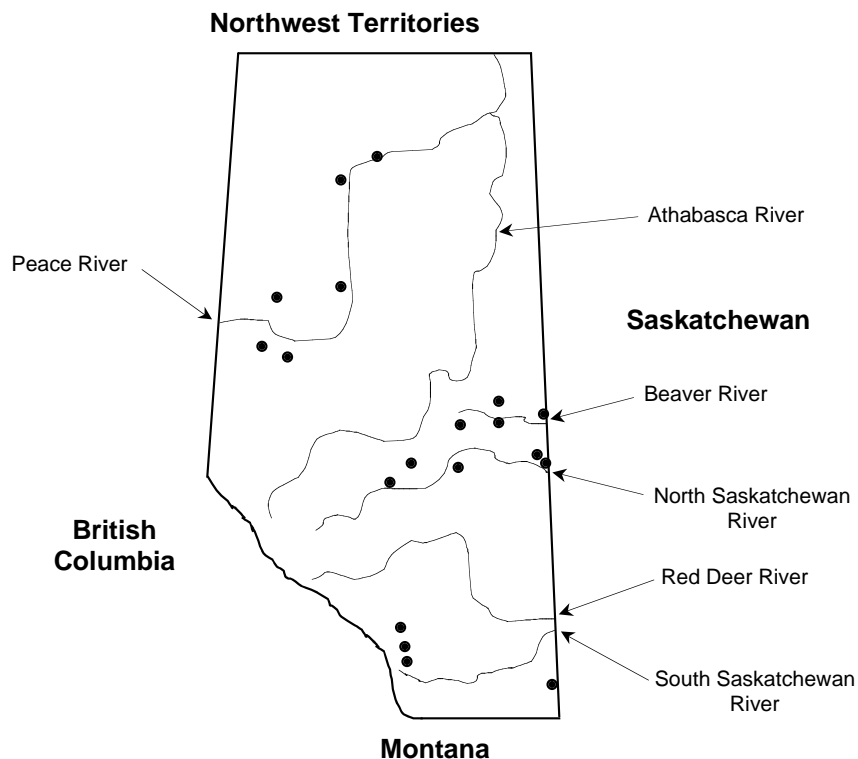 Northwest Territories
Athabasca River
Peace River
Saskatchewan
Beaver River
North Saskatchewan
River
British
Columbia
Red Deer River
South Saskatchewan
River
Montana